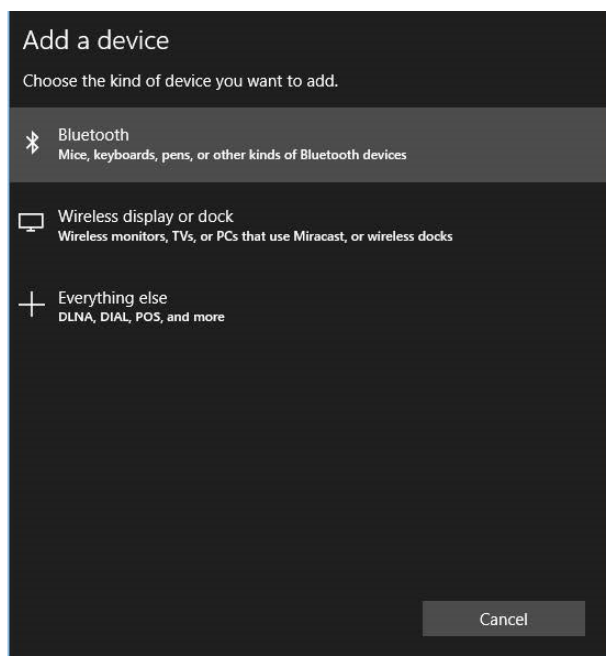 Add a device
Choose the kind of device you want to add.
Bluetooth
Mice, keyboards, pens, or other kinds of Bluetooth devices
Wireless display or dock
Wireless monitors, TVs, or PCs that use Miracast, or wireless docks
Everything else
DLNA, DIAL, POS, and more
Cancel